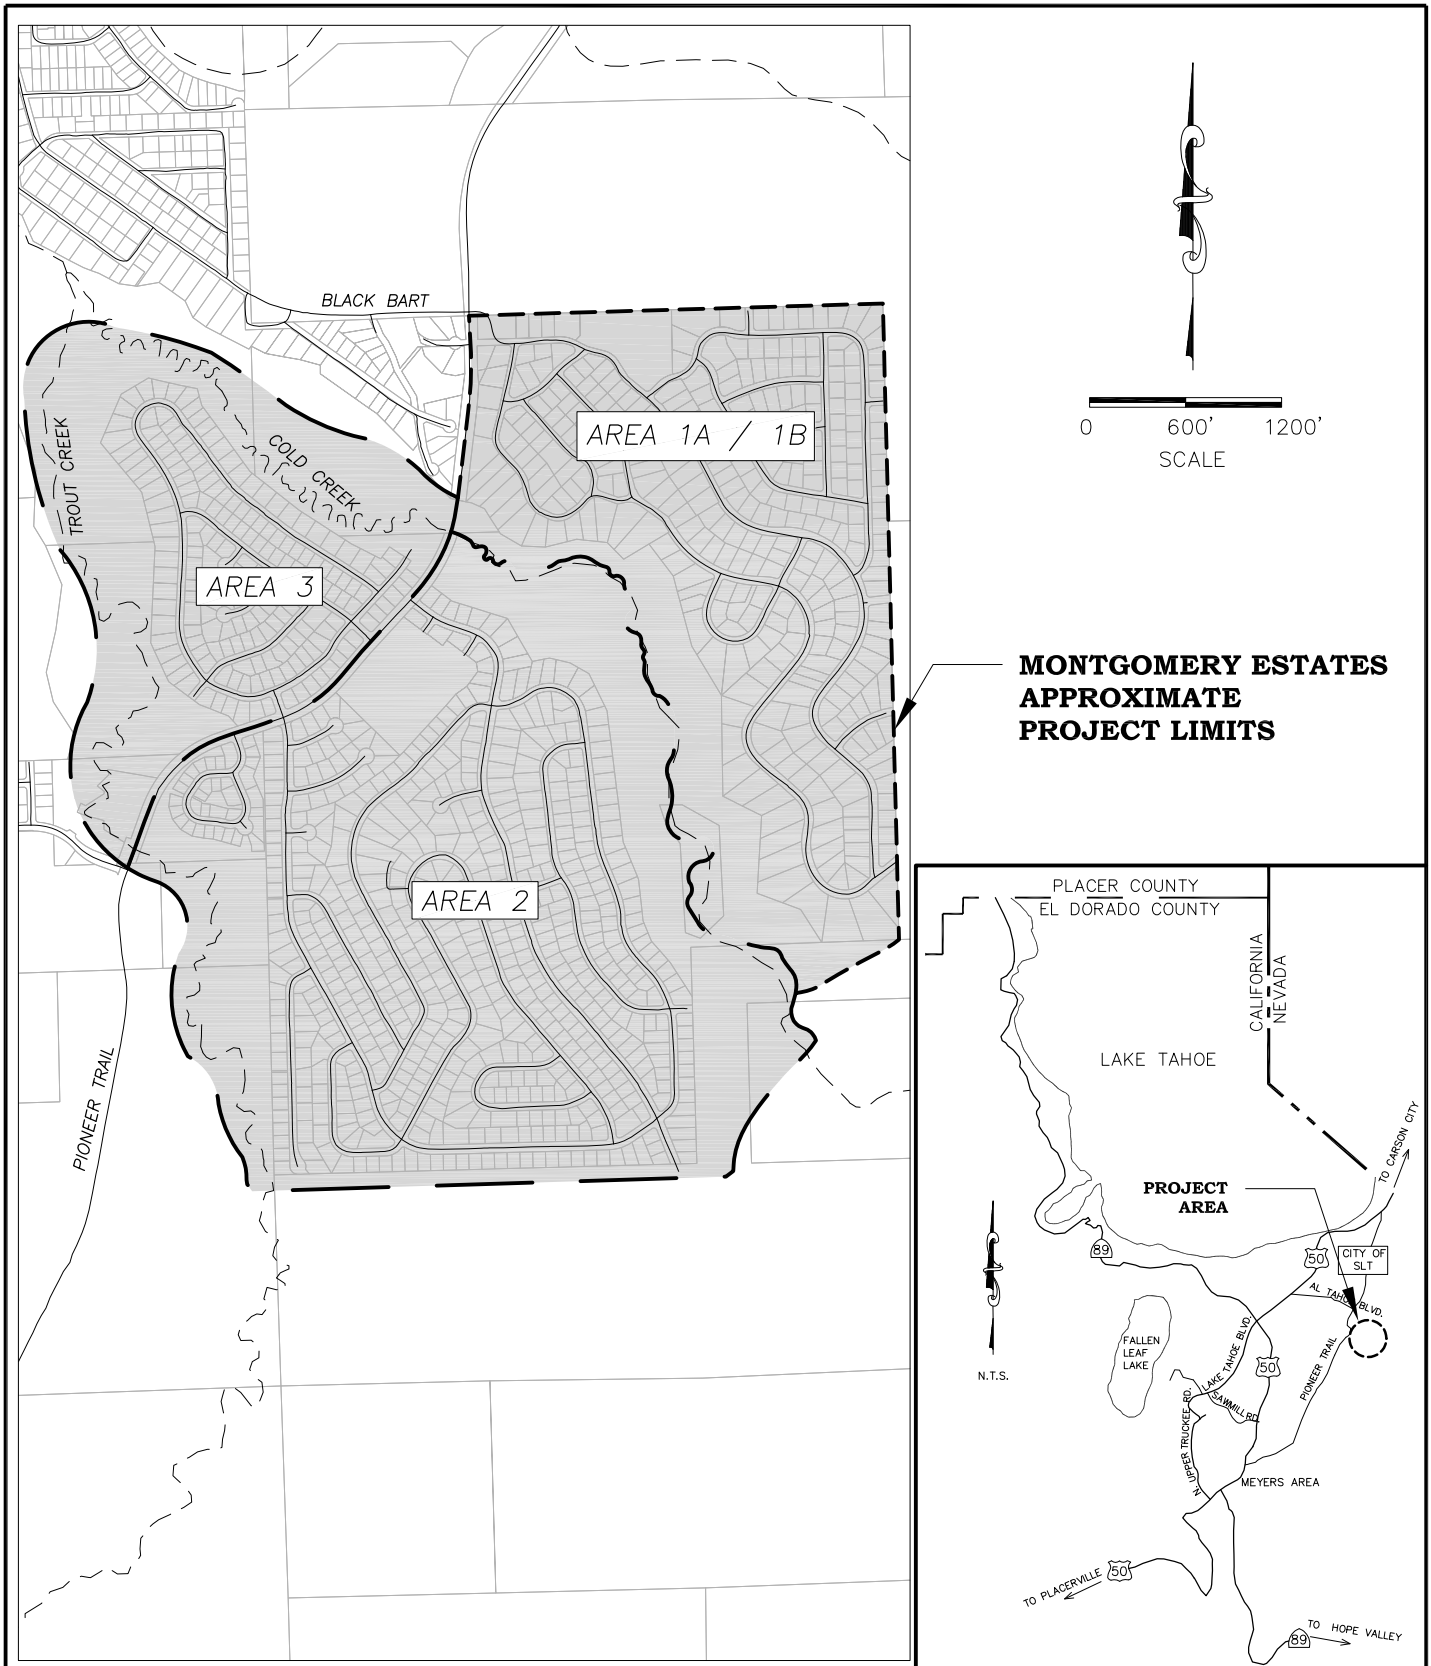 BLACK BART
AREA 1A / 1B
TROUT CREEK
COLD CREEK
AREA 3
AREA 2
PIONEER TRAIL
0 600' 1200'
SCALE
MONTGOMERY ESTATES
APPROXIMATE
PROJECT LIMITS
PLACER COUNTY
EL DORADO COUNTY
CALIFORNIA
NEVADA
LAKE TAHOE
TO CARSON CITY
PROJECT
AREA
89
50
CITY OF
SLT
AL TAHOE BLVD.
FALLEN
LEAF
LAKE
N.T.S.
LAKE TAHOE BLVD.
50
PIONEER TRAIL
SAWMILL RD.
N. UPPER TRUCKEE RD.
MEYERS AREA
50
TO PLACERVILLE
TO HOPE VALLEY
89